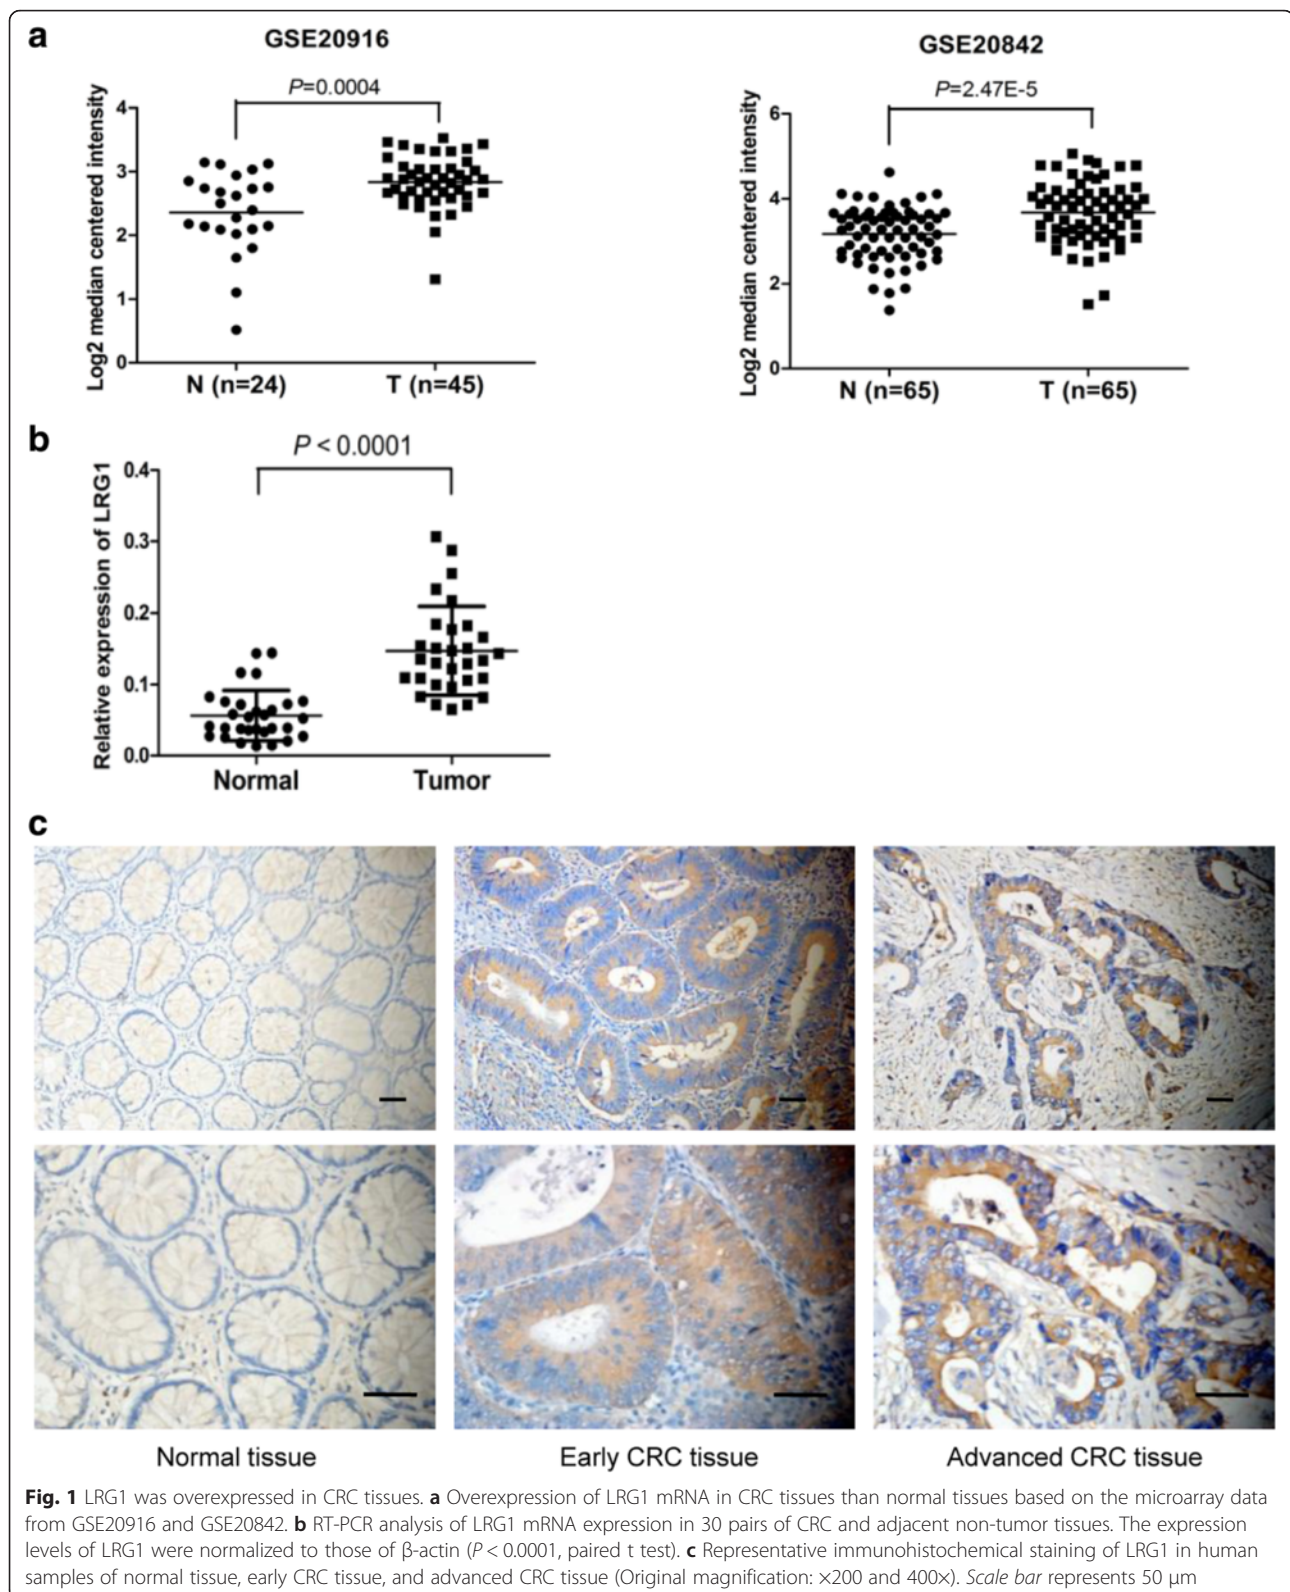 a
GSE20916
P=0.0004
Log2 median centered intensity
4
3
2
1
0
N (n=24)
T (n=45)
GSE20842
P=2.47E-5
Log2 median centered intensity
6
4
2
0
N (n=65)
T (n=65)
b
P < 0.0001
Relative expression of LRG1
0.4
0.3
0.2
0.1
0.0
Normal
Tumor
c
Normal tissue
Early CRC tissue
Advanced CRC tissue
Fig. 1 LRG1 was overexpressed in CRC tissues. a Overexpression of LRG1 mRNA in CRC tissues than normal tissues based on the microarray data
from GSE20916 and GSE20842. b RT-PCR analysis of LRG1 mRNA expression in 30 pairs of CRC and adjacent non-tumor tissues. The expression
levels of LRG1 were normalized to those of β-actin (P < 0.0001, paired t test). c Representative immunohistochemical staining of LRG1 in human
samples of normal tissue, early CRC tissue, and advanced CRC tissue (Original magnification: ×200 and 400×). Scale bar represents 50 μm